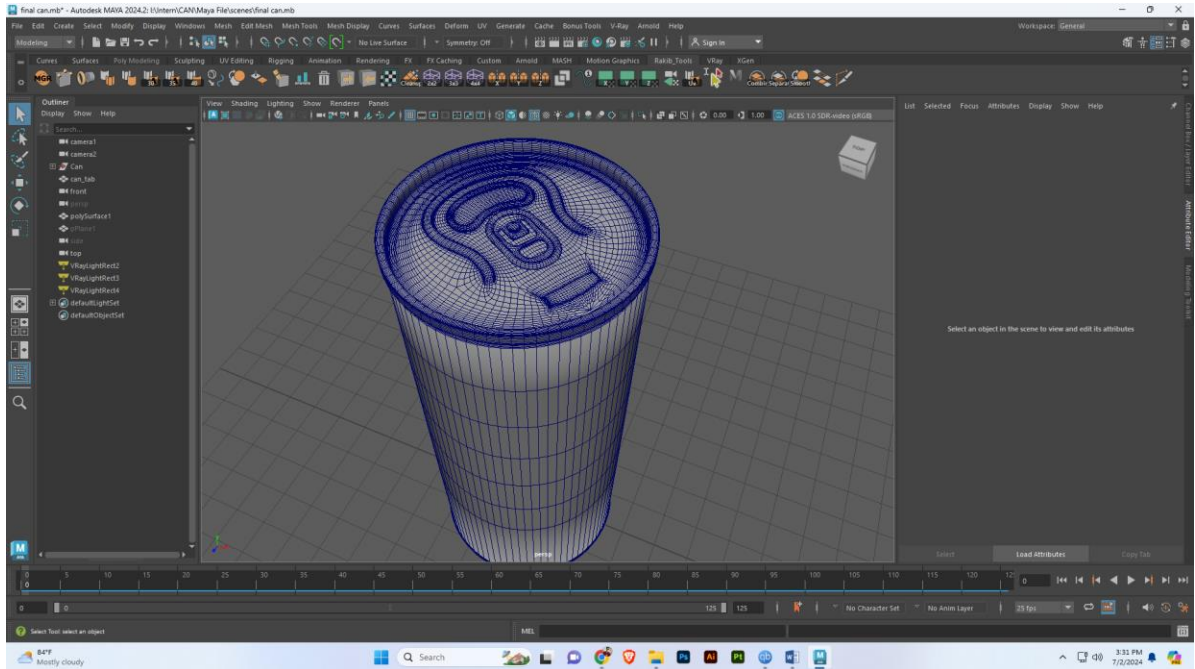 final can.mb* - Autodesk MAYA 2024.2: I:\Intern\CAN\Maya File\scenes\final can.mb
File Edit Create Select Modify Display Windows Mesh Edit Mesh Mesh Tools Mesh Display Curves Surfaces Deform UV Generate Cache Bonus Tools V-Ray Arnold Help
Workspace: General
Modeling
No Live Surface
Symmetry: Off
Sign in
Curves Surfaces Poly Modeling Sculpting UV Editing Rigging Animation Rendering FX FX Caching Custom Arnold MASH Motion Graphics Rakib_Tools VRay XGen
Outliner
Display Show Help
Search...
camera1
camera2
Can
can_tab
front
persp
polySurface1
pPlane1
side
top
VRayLightRect2
VRayLightRect3
VRayLightRect4
defaultLightSet
defaultObjectSet
View Shading Lighting Show Renderer Panels
0.00 1.00 ACES 1.0 SDR-video (sRGB)
persp
List Selected Focus Attributes Display Show Help
Select an object in the scene to view and edit its attributes
Select Load Attributes Copy Tab
Channel Box / Layer Editor
Attribute Editor
Modeling Toolkit
0 5 10 15 20 25 30 35 40 45 50 55 60 65 70 75 80 85 90 95 100 105 110 115 120 12
0
0
0 0 125 125 No Character Set No Anim Layer 25 fps
Select Tool: select an object
MEL
84°F
Mostly cloudy
Search
3:31 PM
7/2/2024